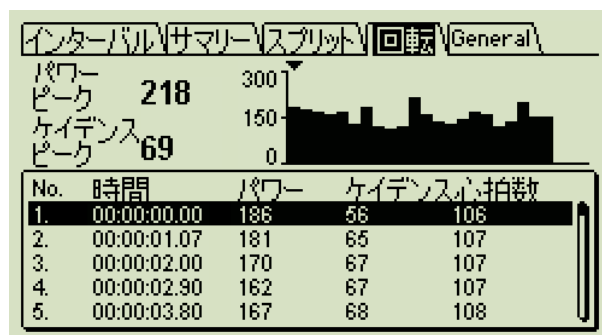 インターバル サマリー スプリット 回転 General
パワー
ピーク 218
ケイデンス
ピーク 69
300
150
0
No. 時間 パワー ケイデンス 心拍数
1. 00:00:00.00 186 56 106
2. 00:00:01.07 181 65 107
3. 00:00:02.00 170 67 107
4. 00:00:02.90 162 67 107
5. 00:00:03.80 167 68 108